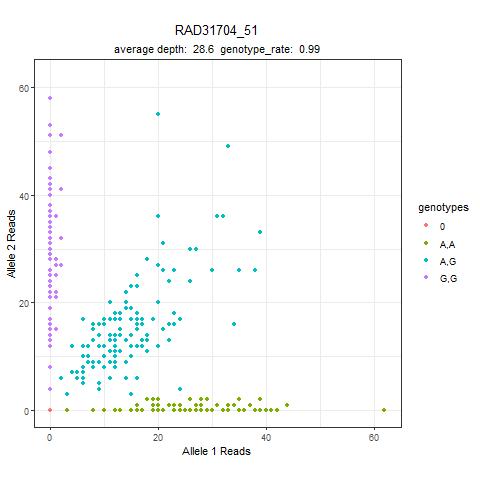 RAD31704_51
average depth:  28.6  genotype_rate:  0.99
60
40
20
0
Allele 2 Reads
0 20 40 60
Allele 1 Reads
genotypes
0
A,A
A,G
G,G